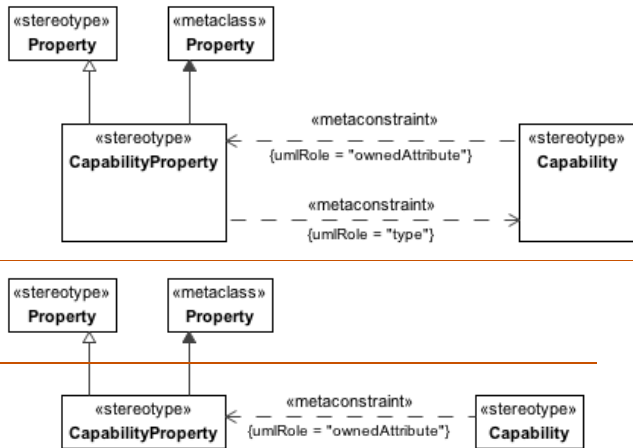 «stereotype» «metaclass»
Property Property
«metaconstraint»
«stereotype» «stereotype»
CapabilityProperty {umlRole = "ownedAttribute"} Capability
«metaconstraint»
{umlRole = "type"}
«stereotype» «metaclass»
Property Property
«metaconstraint»
«stereotype» «stereotype»
CapabilityProperty {umlRole = "ownedAttribute"} Capability